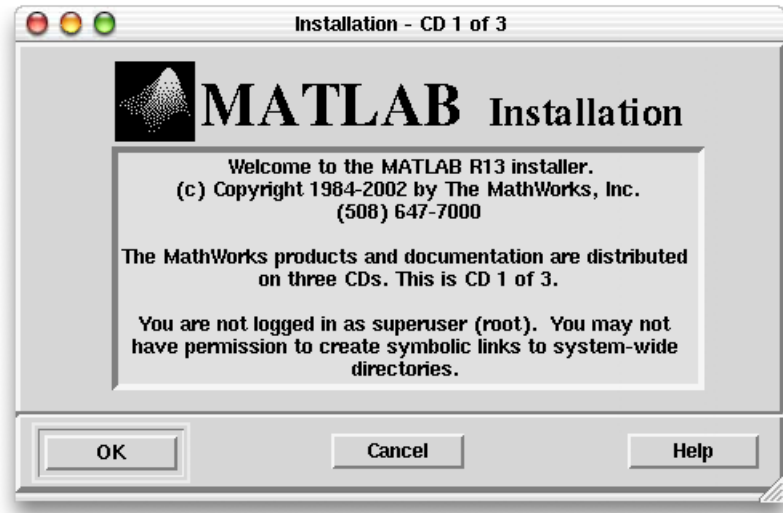 Installation - CD 1 of 3
MATLAB Installation
Welcome to the MATLAB R13 installer.
(c) Copyright 1984-2002 by The MathWorks, Inc.
(508) 647-7000
The MathWorks products and documentation are distributed
on three CDs. This is CD 1 of 3.
You are not logged in as superuser (root). You may not
have permission to create symbolic links to system-wide
directories.
OK
Cancel
Help